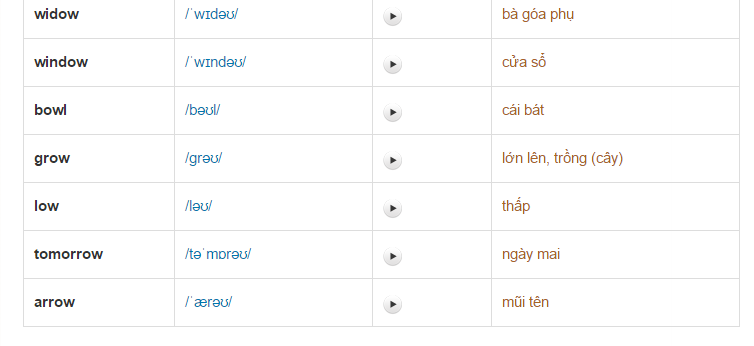 widow /ˈwɪdəʊ/ bà góa phụ
window /ˈwɪndəʊ/ cửa sổ
bowl /bəʊl/ cái bát
grow /grəʊ/ lớn lên, trồng (cây)
low /ləʊ/ thấp
tomorrow /təˈmɒrəʊ/ ngày mai
arrow /ˈærəʊ/ mũi tên